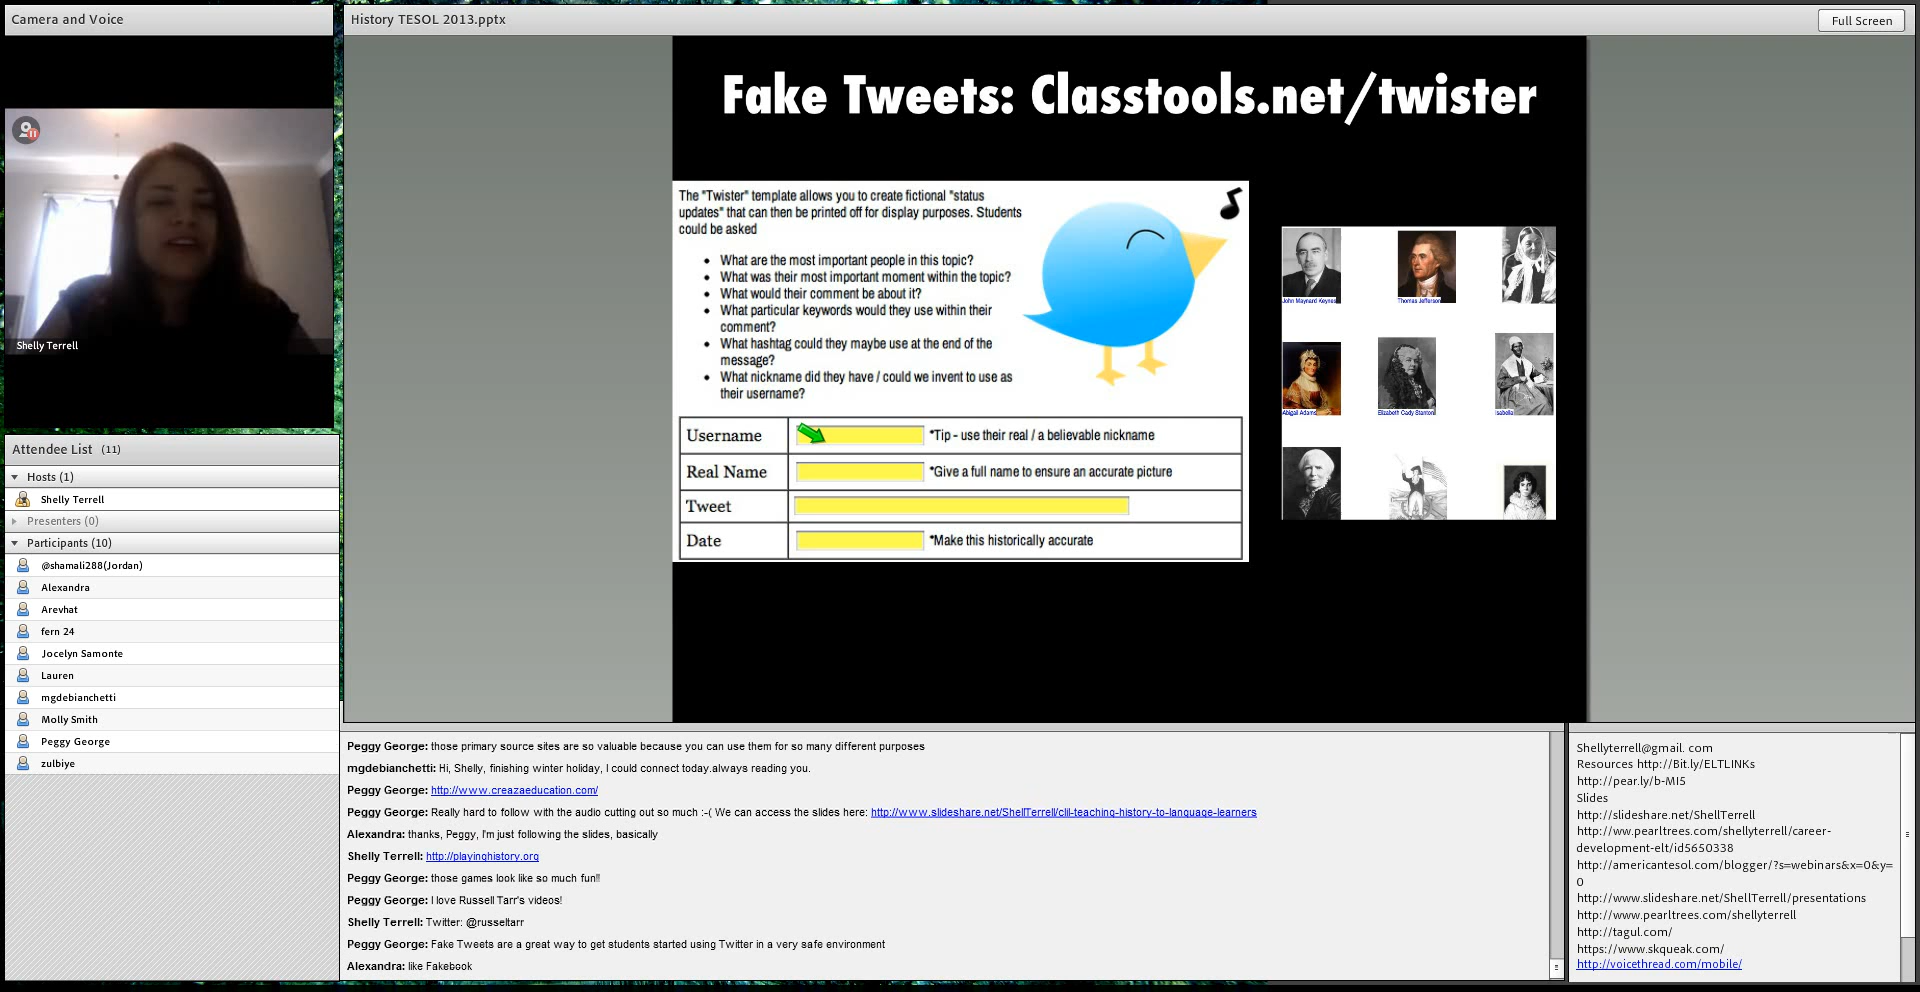 Camera and Voice
Shelly Terrell
Attendee List (11)
Hosts (1)
Shelly Terrell
Presenters (0)
Participants (10)
@shamali288(Jordan)
Alexandra
Arevhat
fern 24
Jocelyn Samonte
Lauren
mgdebianchetti
Molly Smith
Peggy George
zulbiye
History TESOL 2013.pptx
Full Screen
Fake Tweets: Classtools.net/twister
The "Twister" template allows you to create fictional "status
updates" that can then be printed off for display purposes. Students
could be asked
• What are the most important people in this topic?
• What was their most important moment within the topic?
• What would their comment be about it?
• What particular keywords would they use within their
comment?
• What hashtag could they maybe use at the end of the
message?
• What nickname did they have / could we invent to use as
their username?
Username *Tip - use their real / a believable nickname
Real Name *Give a full name to ensure an accurate picture
Tweet
Date *Make this historically accurate
John Maynard Keynes
Thomas Jefferson
Abigail Adams
Elizabeth Cady Stanton
Isabella
Peggy George: those primary source sites are so valuable because you can use them for so many different purposes
mgdebianchetti: Hi, Shelly, finishing winter holiday, I could connect today.always reading you.
Peggy George: http://www.creazaeducation.com/
Peggy George: Really hard to follow with the audio cutting out so much :-( We can access the slides here: http://www.slideshare.net/ShellTerrell/clil-teaching-history-to-language-learners
Alexandra: thanks, Peggy, I'm just following the slides, basically
Shelly Terrell: http://playinghistory.org
Peggy George: those games look like so much fun!!
Peggy George: I love Russell Tarr's videos!
Shelly Terrell: Twitter: @russeltarr
Peggy George: Fake Tweets are a great way to get students started using Twitter in a very safe environment
Alexandra: like Fakebook
Shellyterrell@gmail. com
Resources http://Bit.ly/ELTLINKs
http://pear.ly/b-MI5
Slides
http://slideshare.net/ShellTerrell
http://ww.pearltrees.com/shellyterrell/career-
development-elt/id5650338
http://americantesol.com/blogger/?s=webinars&x=0&y=
0
http://www.slideshare.net/ShellTerrell/presentations
http://www.pearltrees.com/shellyterrell
http://tagul.com/
https://www.skqueak.com/
http://voicethread.com/mobile/